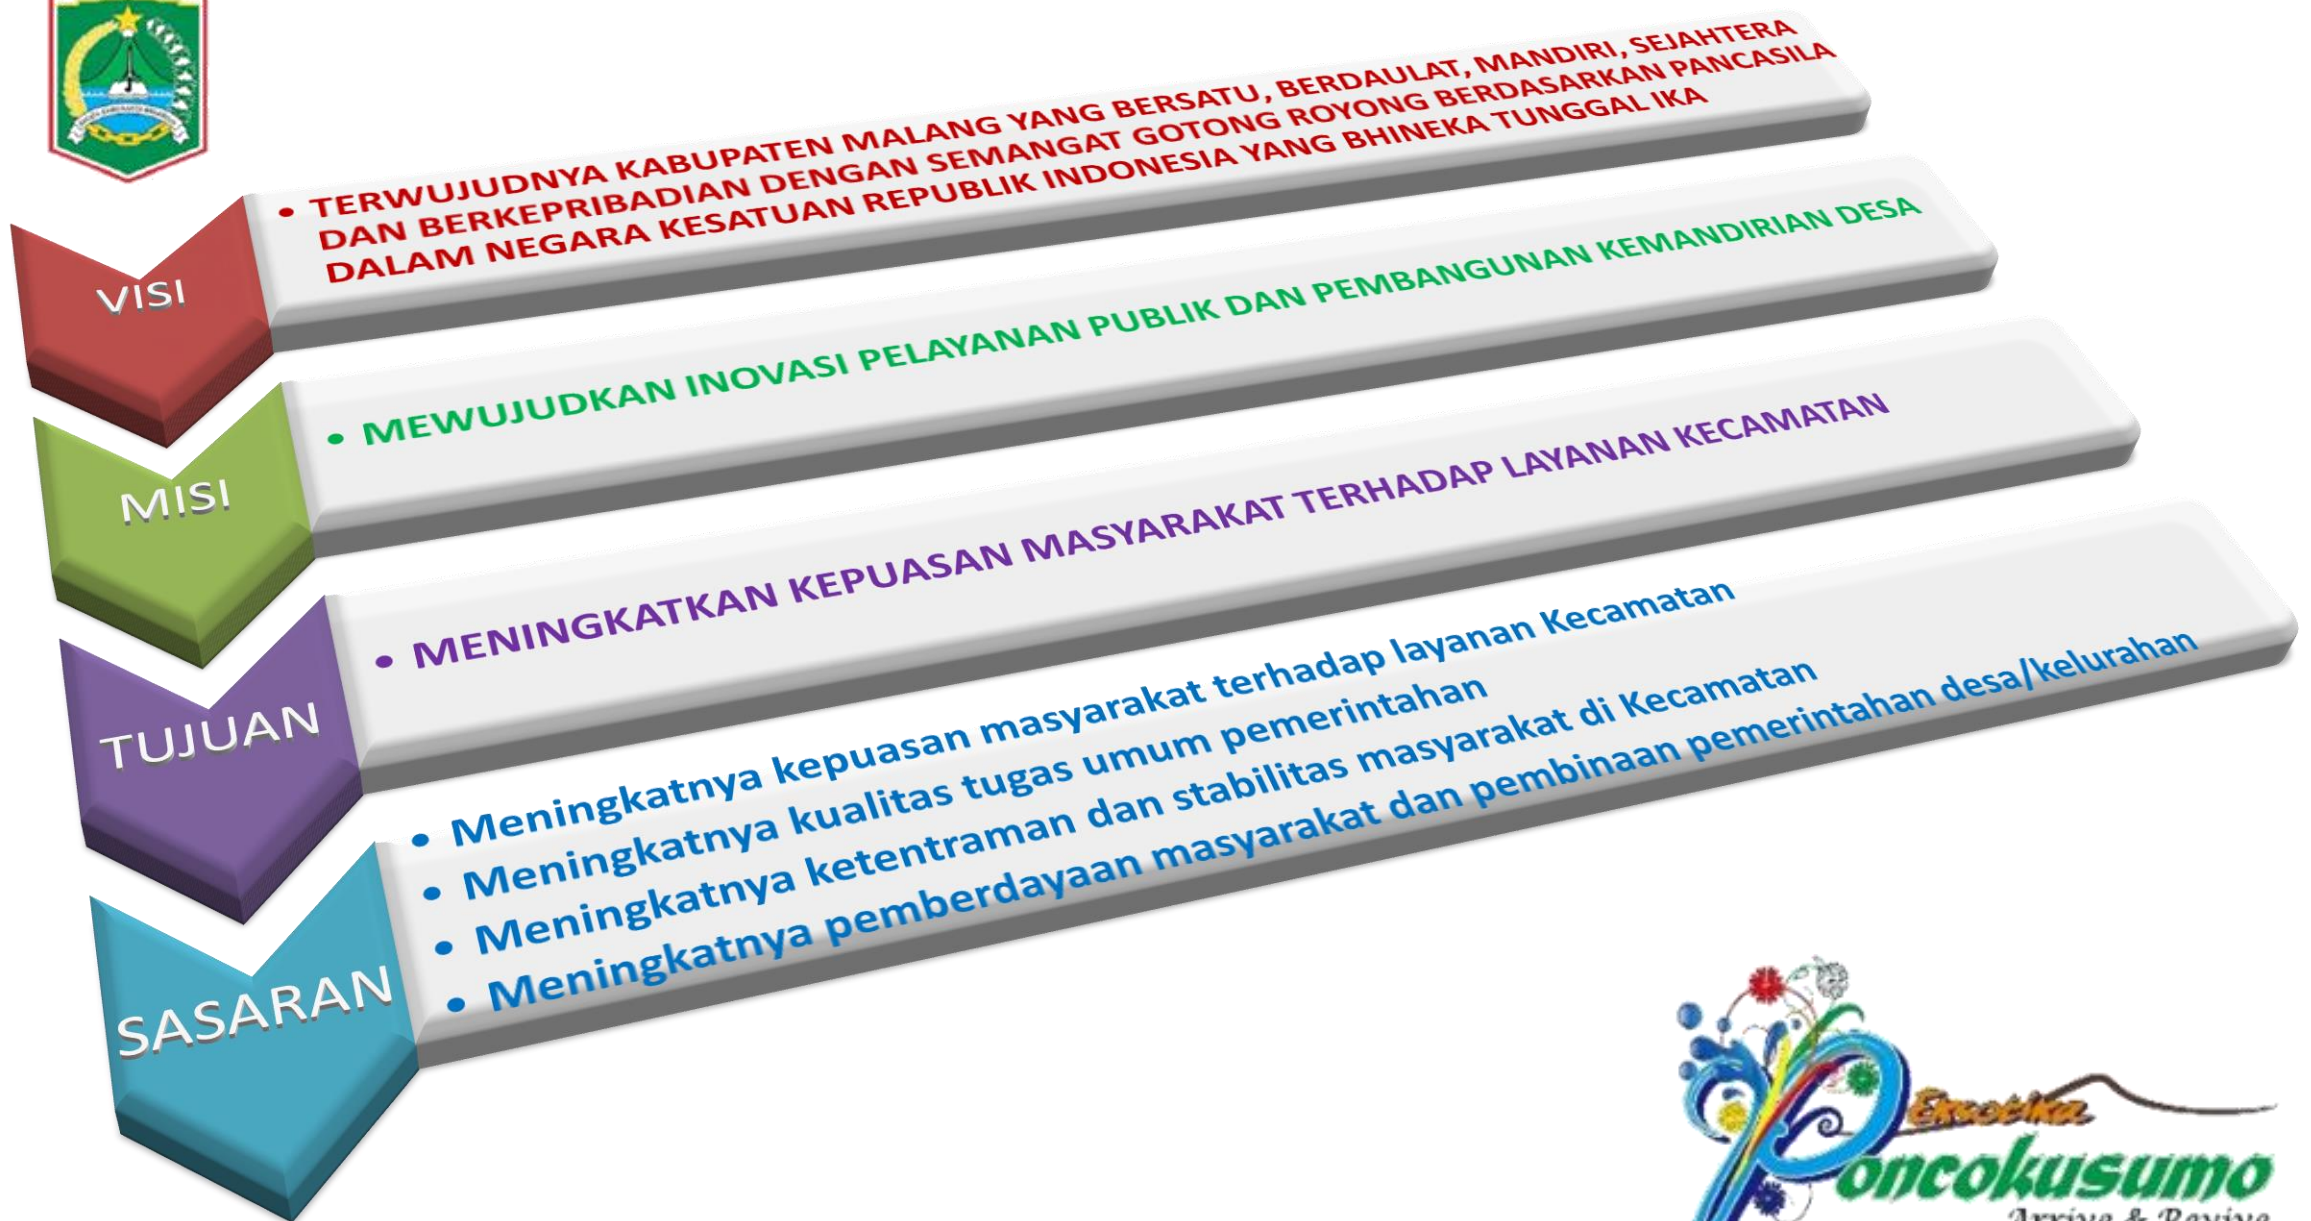 VISI
• TERWUJUDNYA KABUPATEN MALANG YANG BERSATU, BERDAULAT, MANDIRI, SEJAHTERA
DAN BERKEPRIBADIAN DENGAN SEMANGAT GOTONG ROYONG BERDASARKAN PANCASILA
DALAM NEGARA KESATUAN REPUBLIK INDONESIA YANG BHINEKA TUNGGAL IKA
MISI
• MEWUJUDKAN INOVASI PELAYANAN PUBLIK DAN PEMBANGUNAN KEMANDIRIAN DESA
TUJUAN
• MENINGKATKAN KEPUASAN MASYARAKAT TERHADAP LAYANAN KECAMATAN
SASARAN
• Meningkatnya kepuasan masyarakat terhadap layanan Kecamatan
• Meningkatnya kualitas tugas umum pemerintahan
• Meningkatnya ketentraman dan stabilitas masyarakat di Kecamatan
• Meningkatnya pemberdayaan masyarakat dan pembinaan pemerintahan desa/kelurahan
Poncokusumo
Arrive & Revive